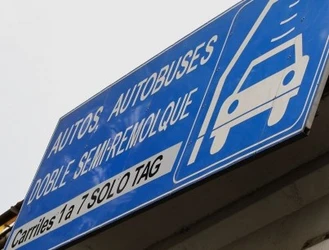 AUTOS, AUTOBUSES
DOBLE SEMI-REMOLQUE
Carriles 1 a 7 SOLO TAG